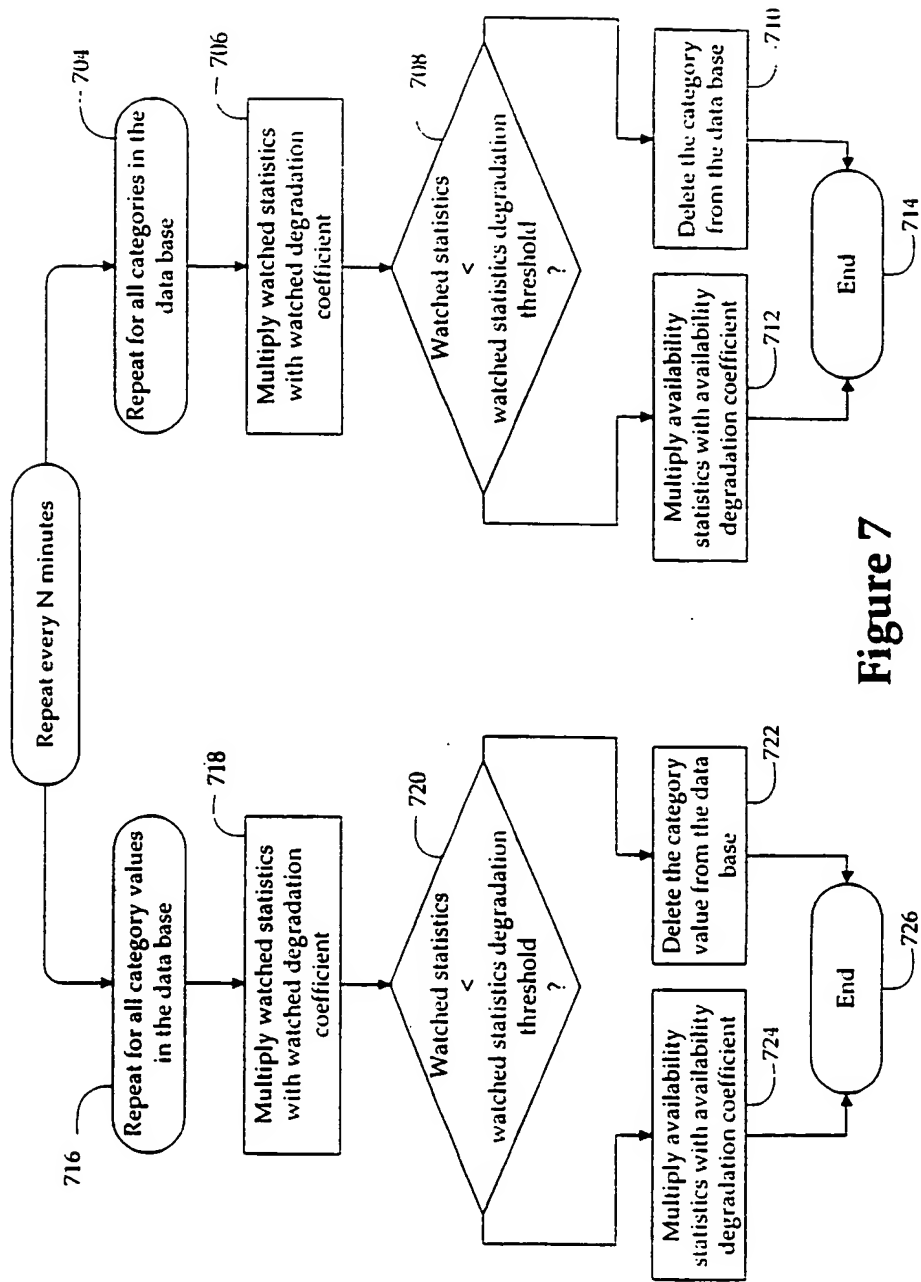 Repeat every N minutes
716
Repeat for all category values
in the data base
718
Multiply watched statistics
with watched degradation
coefficient
720
Watched statistics
<
watched statistics degradation
threshold
?
Multiply availability
statistics with availability
degradation coefficient
724
Delete the category
value from the data
base
722
End
726
704
Repeat for all categories in the
data base
706
Multiply watched statistics
with watched degradation
coefficient
708
Watched statistics
<
watched statistics degradation
threshold
?
Multiply availability
statistics with availability
degradation coefficient
712
Delete the category
from the data base
710
End
714
Figure 7